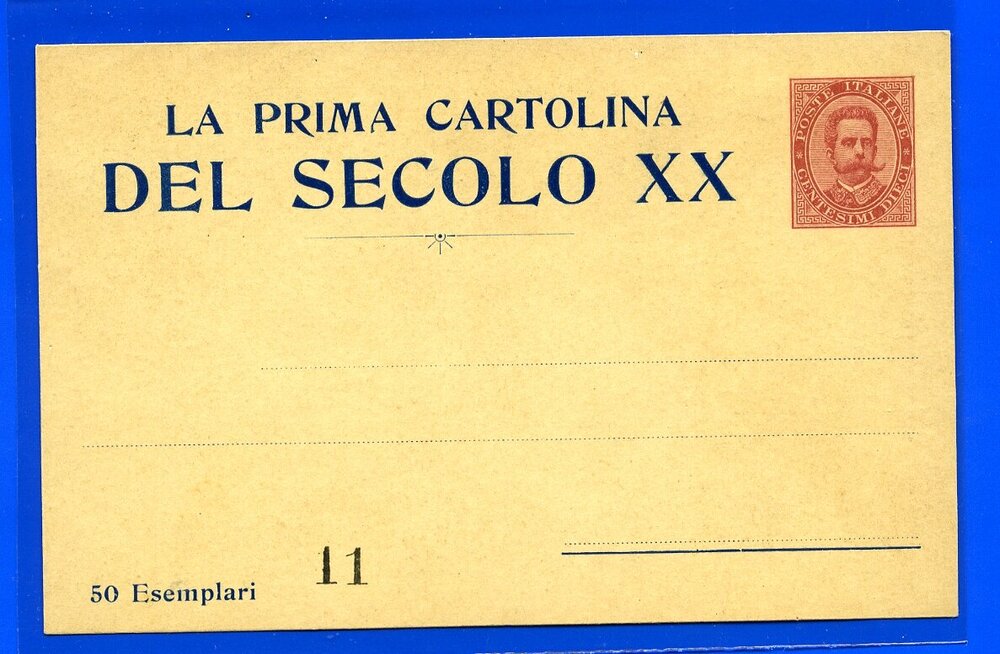 LA PRIMA CARTOLINA
DEL SECOLO XX
* POSTE ITALIANE *
CENTESIMI DIECI
50 Esemplari
11